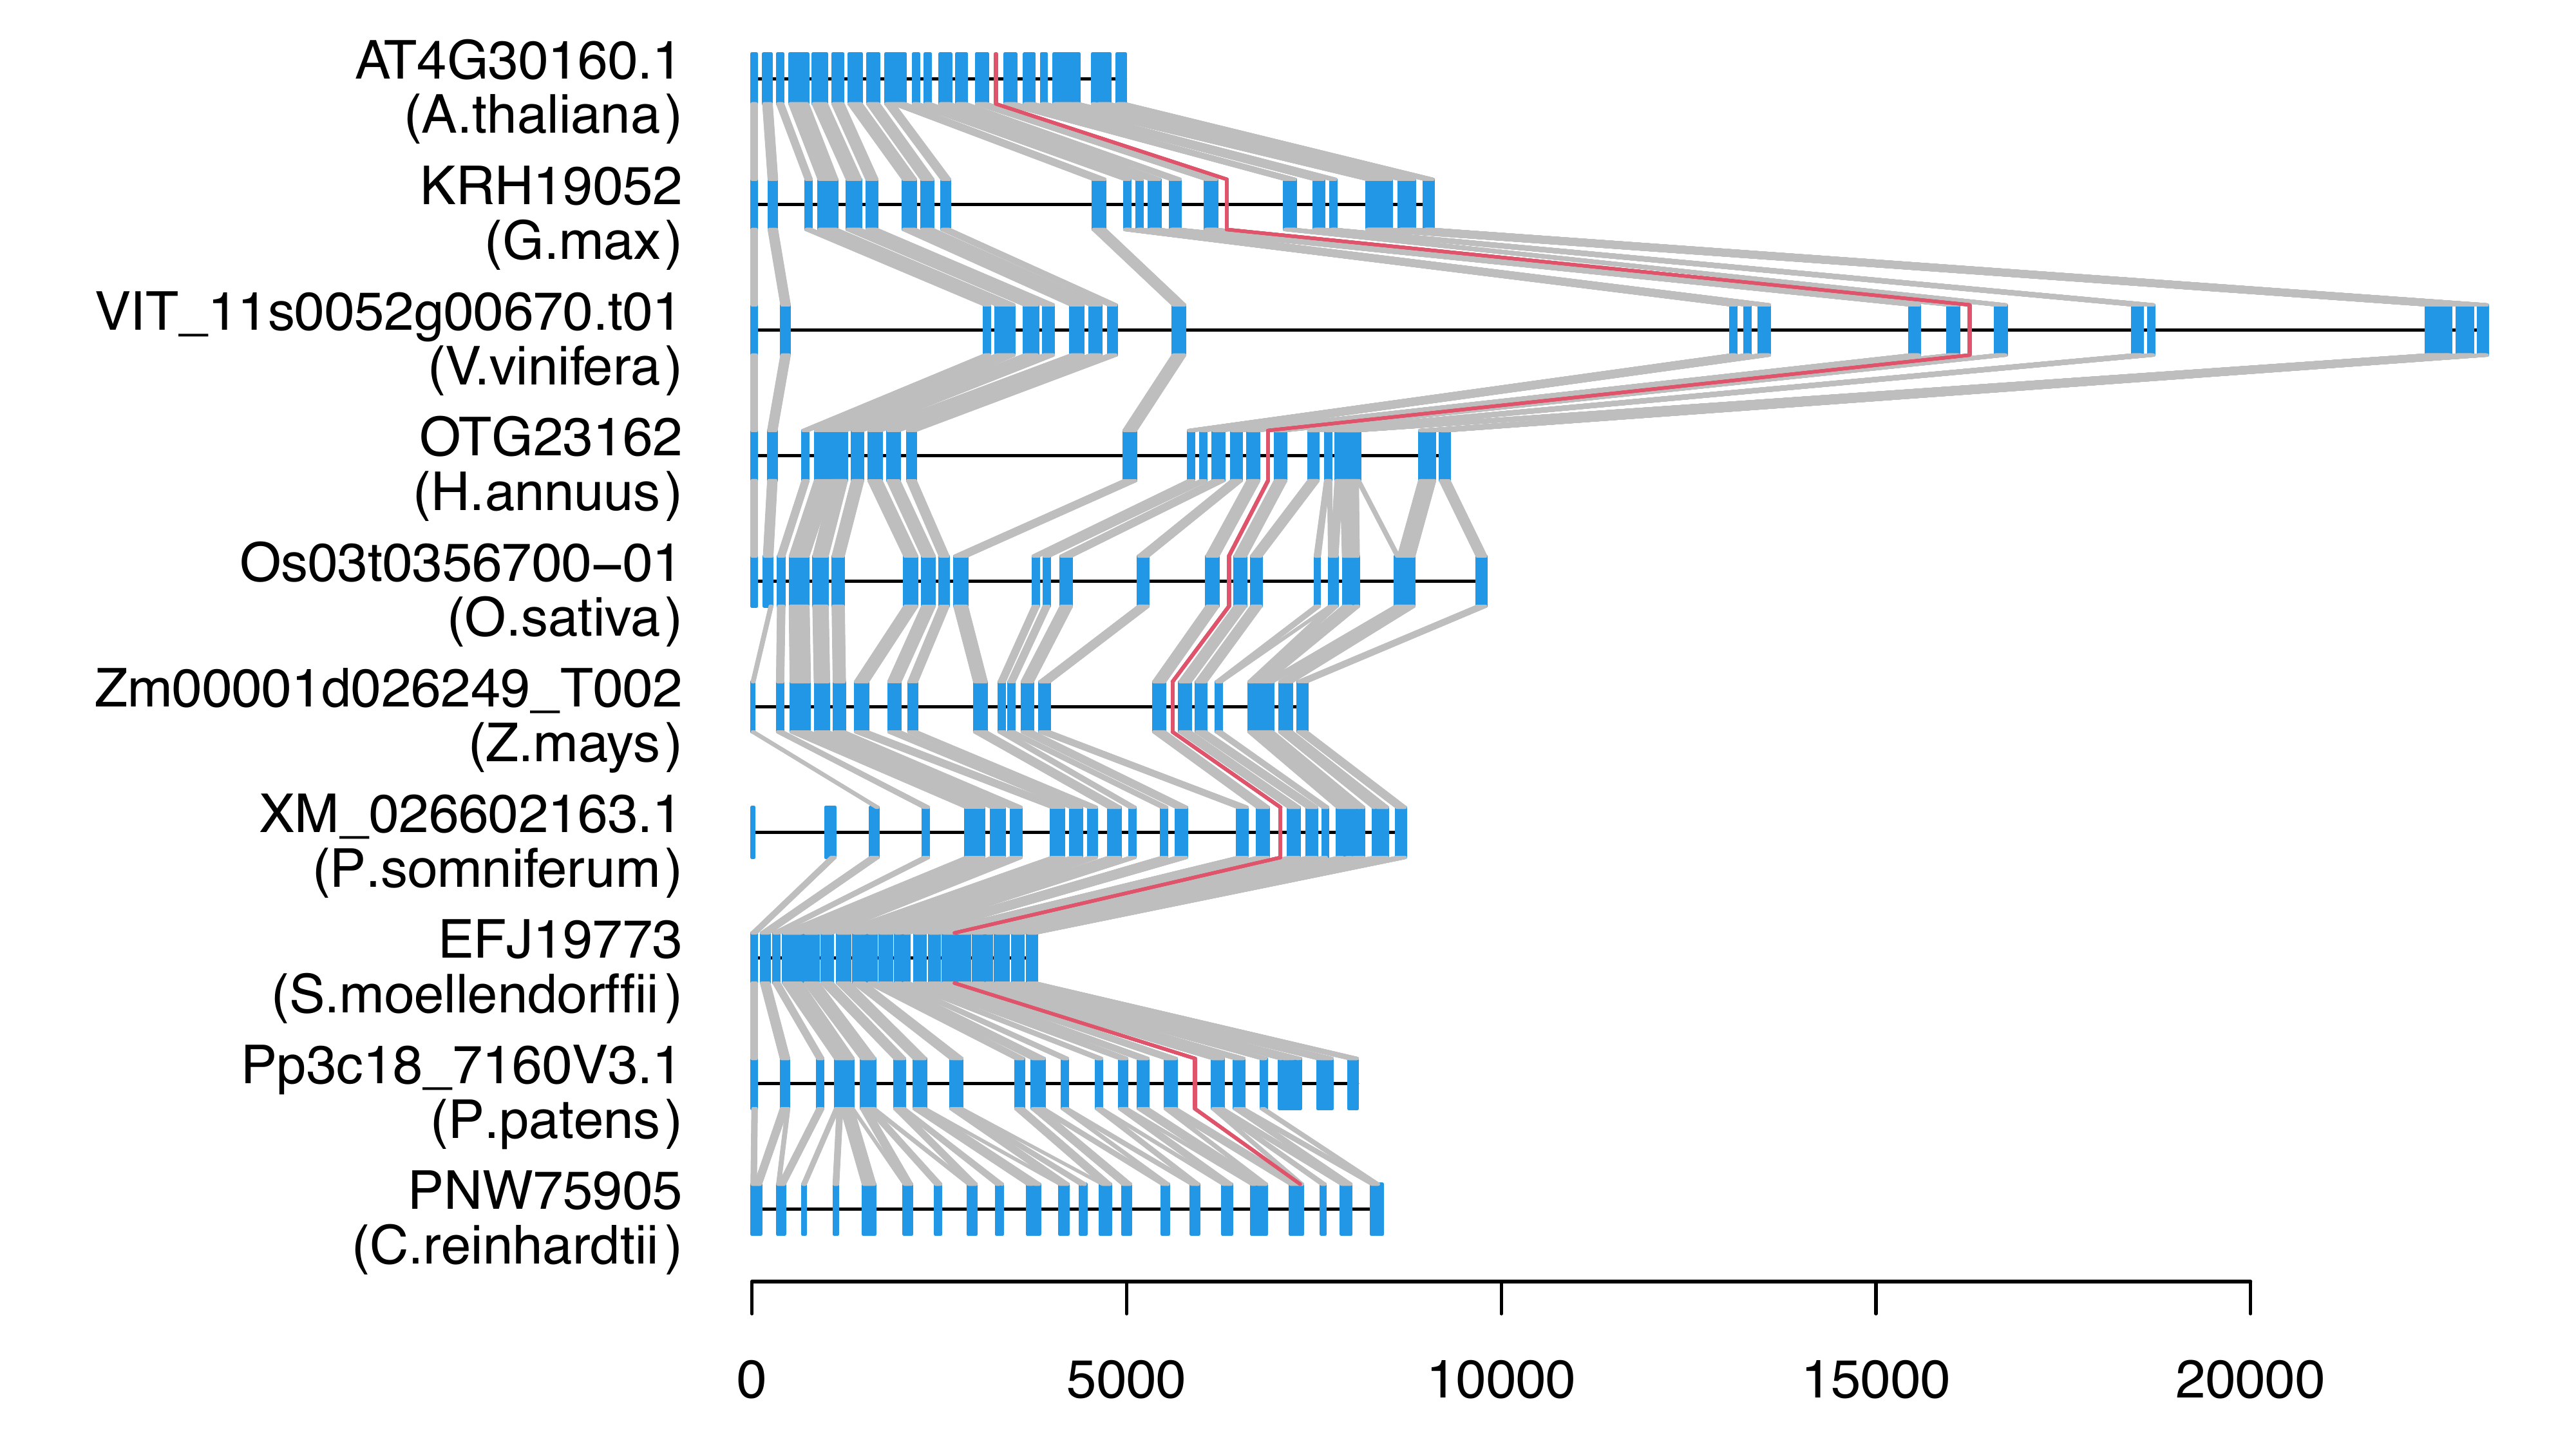 AT4G30160.1
(A.thaliana)
KRH19052
(G.max)
VIT_11s0052g00670.t01
(V.vinifera)
OTG23162
(H.annuus)
Os03t0356700−01
(O.sativa)
Zm00001d026249_T002
(Z.mays)
XM_026602163.1
(P.somniferum)
EFJ19773
(S.moellendorffii)
Pp3c18_7160V3.1
(P.patens)
PNW75905
(C.reinhardtii)
0 5000 10000 15000 20000